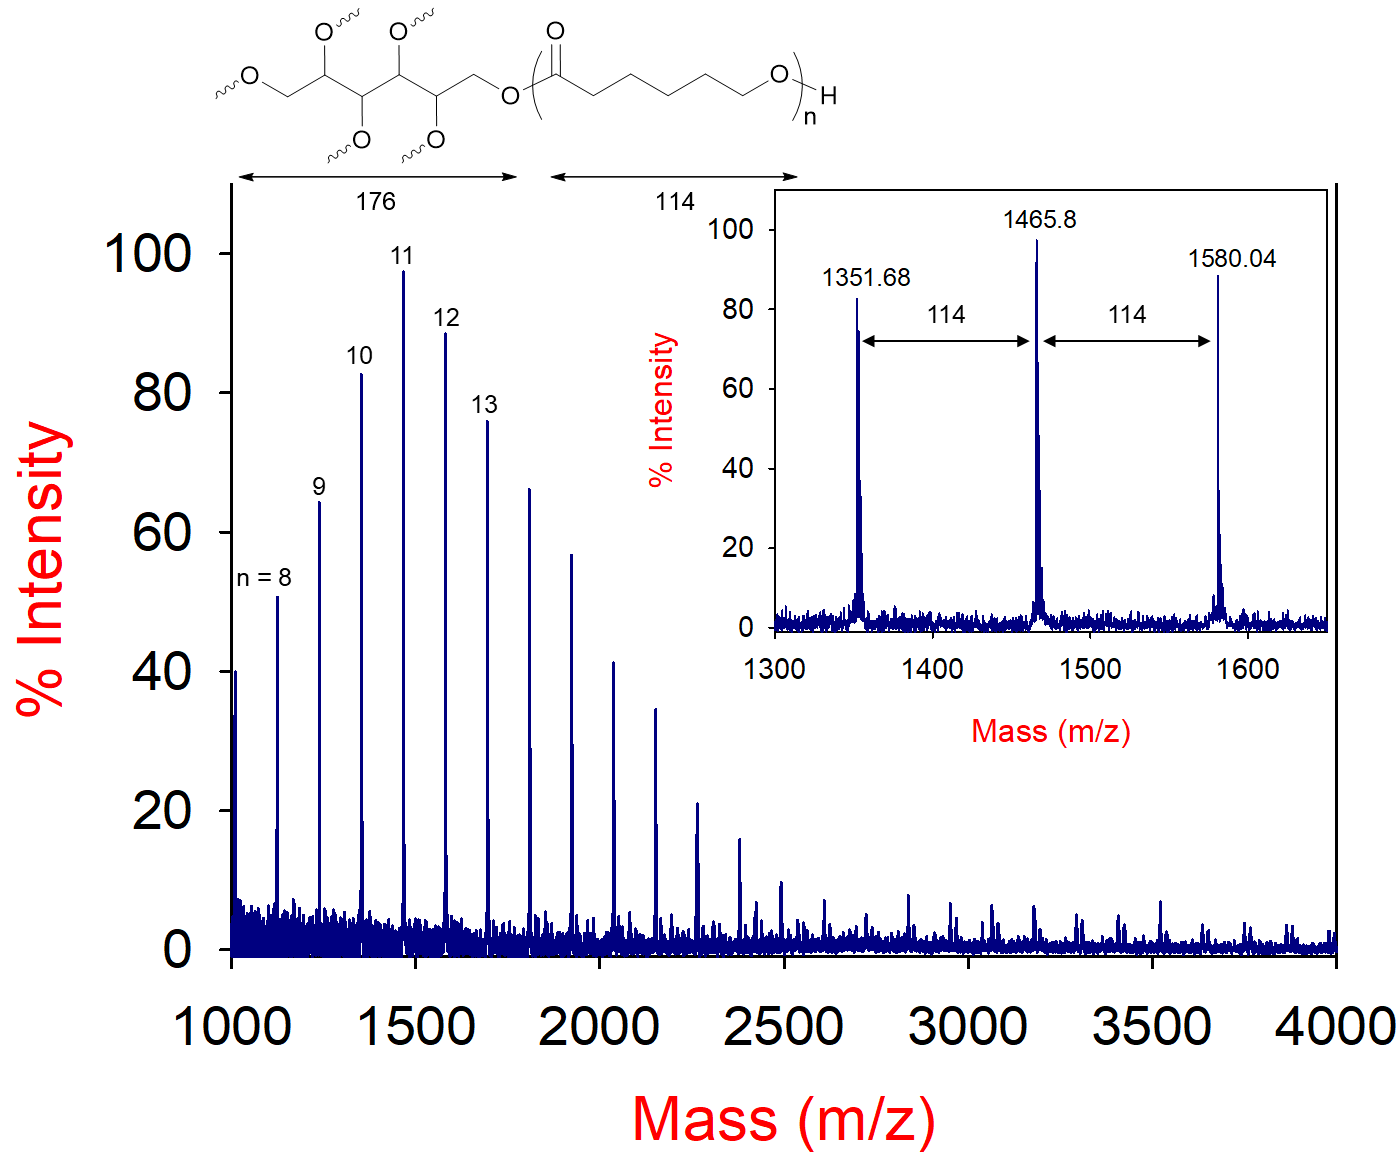 O
O
O
O
O
O
O
O
O
H
n
176
114
100
80
60
40
20
0
% Intensity
n = 8
9
10
11
12
13
1000
1500
2000
2500
3000
3500
4000
Mass (m/z)
100
80
60
40
20
0
% Intensity
1351.68
1465.8
1580.04
114
114
1300
1400
1500
1600
Mass (m/z)